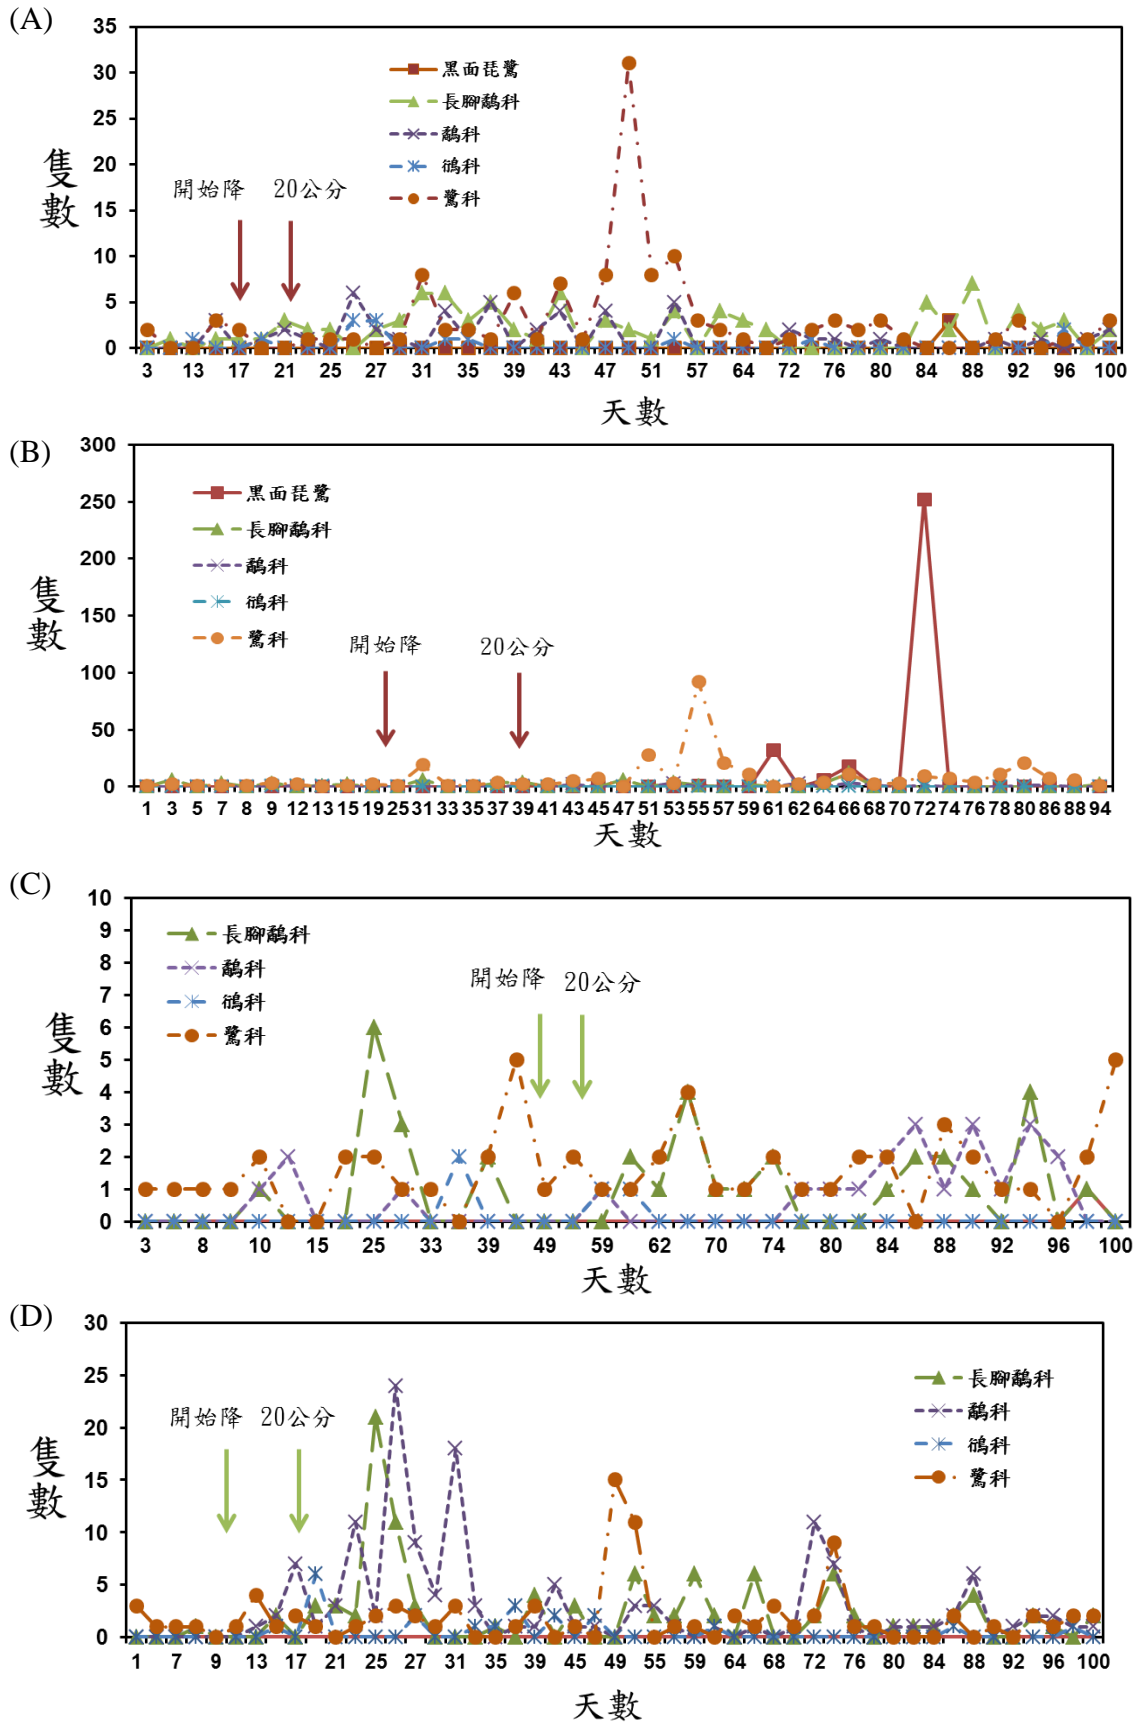 (A)
35
30
25
20
15
10
5
0
隻數
黑面琵鷺
長腳鷸科
鷸科
鴴科
鷺科
開始降 20公分
3 13 17 21 27 31 35 39 43 47 51 57 64 72 76 80 84 88 92 96 100
天數
(B)
300
250
200
150
100
50
0
隻數
黑面琵鷺
長腳鷸科
鷸科
鴴科
鷺科
開始降 20公分
1 3 5 7 8 9 12 13 15 19 25 31 33 35 37 39 41 43 45 47 51 53 55 57 59 61 62 64 66 68 70 72 74 76 78 80 86 88 94
天數
(C)
10
9
8
7
6
5
4
3
2
1
0
隻數
長腳鷸科
鷸科
鴴科
鷺科
開始降 20公分
3 8 10 15 25 33 39 49 59 62 70 74 80 84 88 92 96 100
天數
(D)
30
25
20
15
10
5
0
隻數
長腳鷸科
鷸科
鴴科
鷺科
開始降 20公分
1 7 9 13 17 21 25 27 31 35 39 45 49 55 59 64 68 72 76 80 84 88 92 96 100
天數